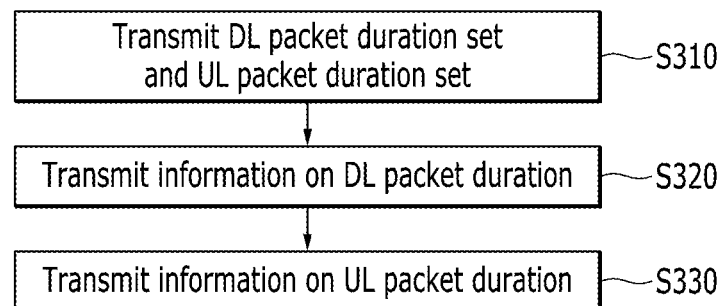 Transmit DL packet duration set
and UL packet duration set
S310
Transmit information on DL packet duration
S320
Transmit information on UL packet duration
S330